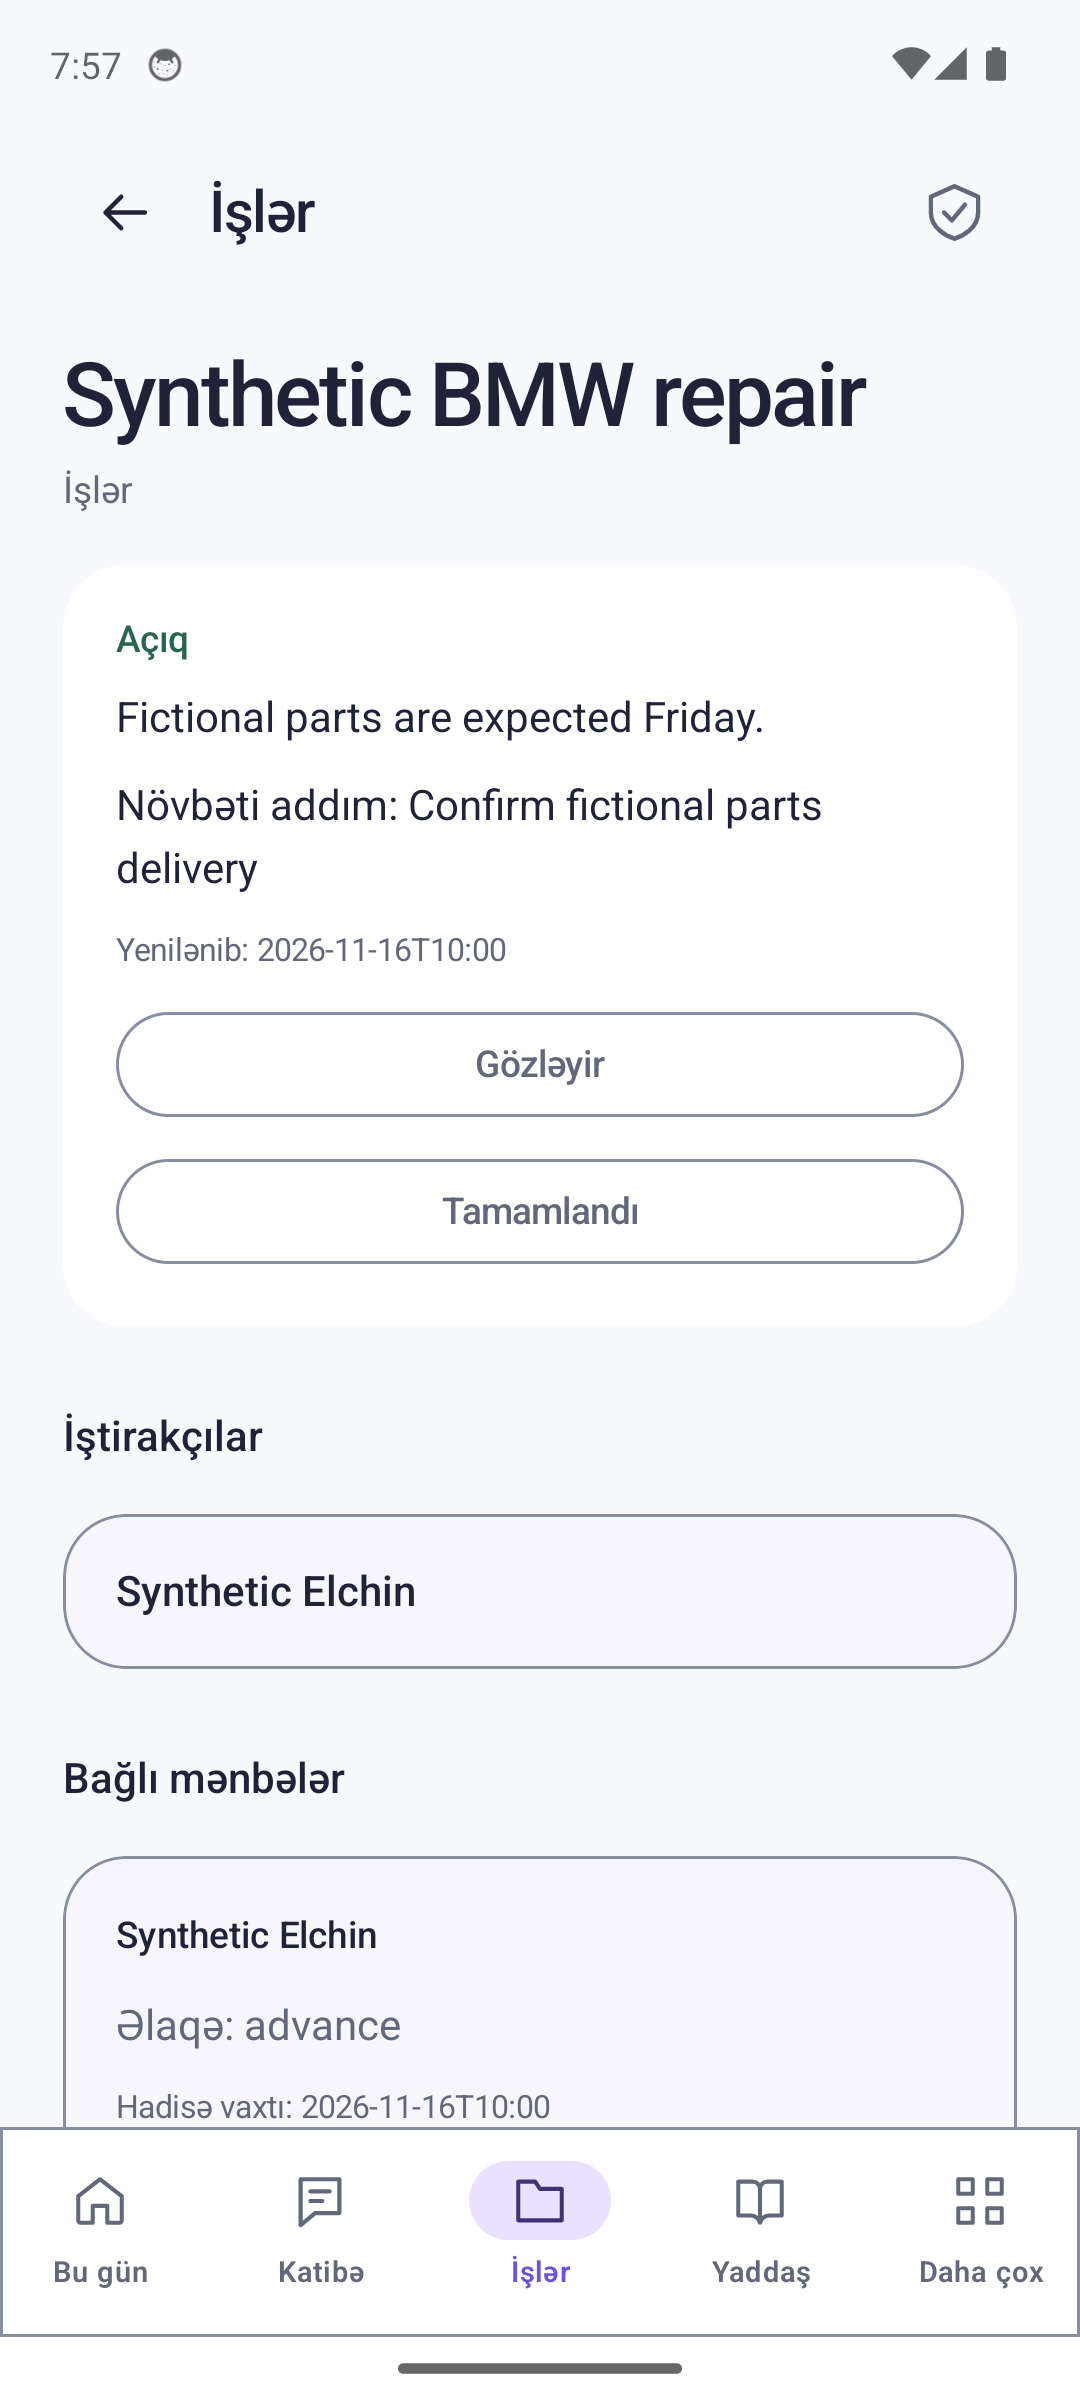 7:57
İşlər
Synthetic BMW repair
İşlər
Açıq
Fictional parts are expected Friday.
Növbəti addım: Confirm fictional parts
delivery
Yenilənib: 2026-11-16T10:00
Gözləyir
Tamamlandı
İştirakçılar
Synthetic Elchin
Bağlı mənbələr
Synthetic Elchin
Əlaqə: advance
Hadisə vaxtı: 2026-11-16T10:00
Bu gün
Katibə
İşlər
Yaddaş
Daha çox